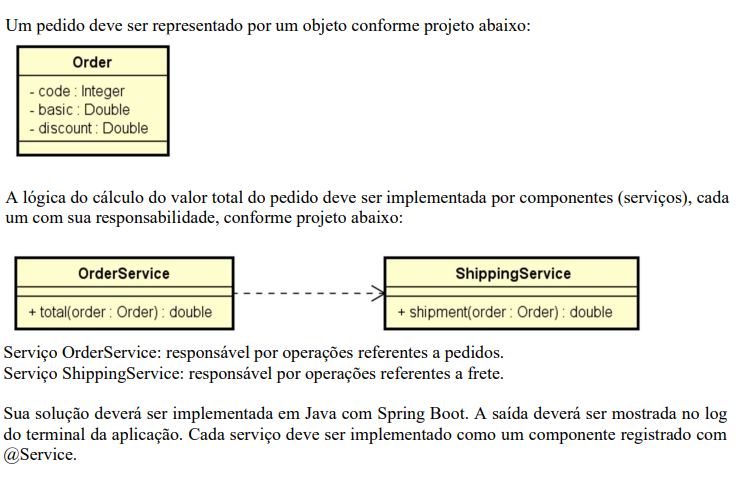 Um pedido deve ser representado por um objeto conforme projeto abaixo:
Order
- code : Integer
- basic : Double
- discount : Double
A lógica do cálculo do valor total do pedido deve ser implementada por componentes (serviços), cada
um com sua responsabilidade, conforme projeto abaixo:
OrderService
+ total(order : Order) : double
ShippingService
+ shipment(order : Order) : double
Serviço OrderService: responsável por operações referentes a pedidos.
Serviço ShippingService: responsável por operações referentes a frete.
Sua solução deverá ser implementada em Java com Spring Boot. A saída deverá ser mostrada no log
do terminal da aplicação. Cada serviço deve ser implementado como um componente registrado com
@Service.